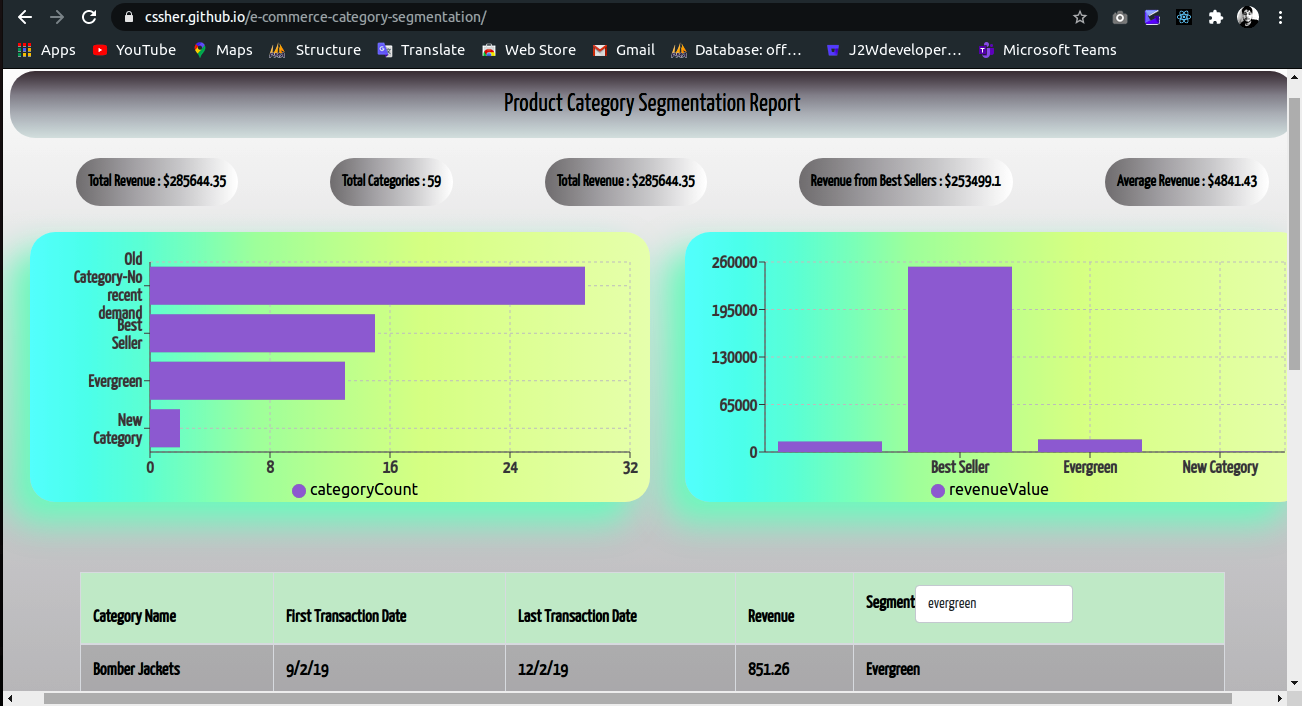 cssher.github.io/e-commerce-category-segmentation/
Apps YouTube Maps Structure Translate Web Store Gmail Database: off… J2Wdeveloper… Microsoft Teams
Product Category Segmentation Report
Total Revenue : $285644.35 Total Categories : 59 Total Revenue : $285644.35 Revenue from Best Sellers : $253499.1 Average Revenue : $4841.43
Old
Category-No
recent
demand
Best
Seller
Evergreen
New
Category
0 8 16 24 32
categoryCount
260000
195000
130000
65000
0
Best Seller Evergreen New Category
revenueValue
Category Name First Transaction Date Last Transaction Date Revenue Segment evergreen
Bomber Jackets 9/2/19 12/2/19 851.26 Evergreen